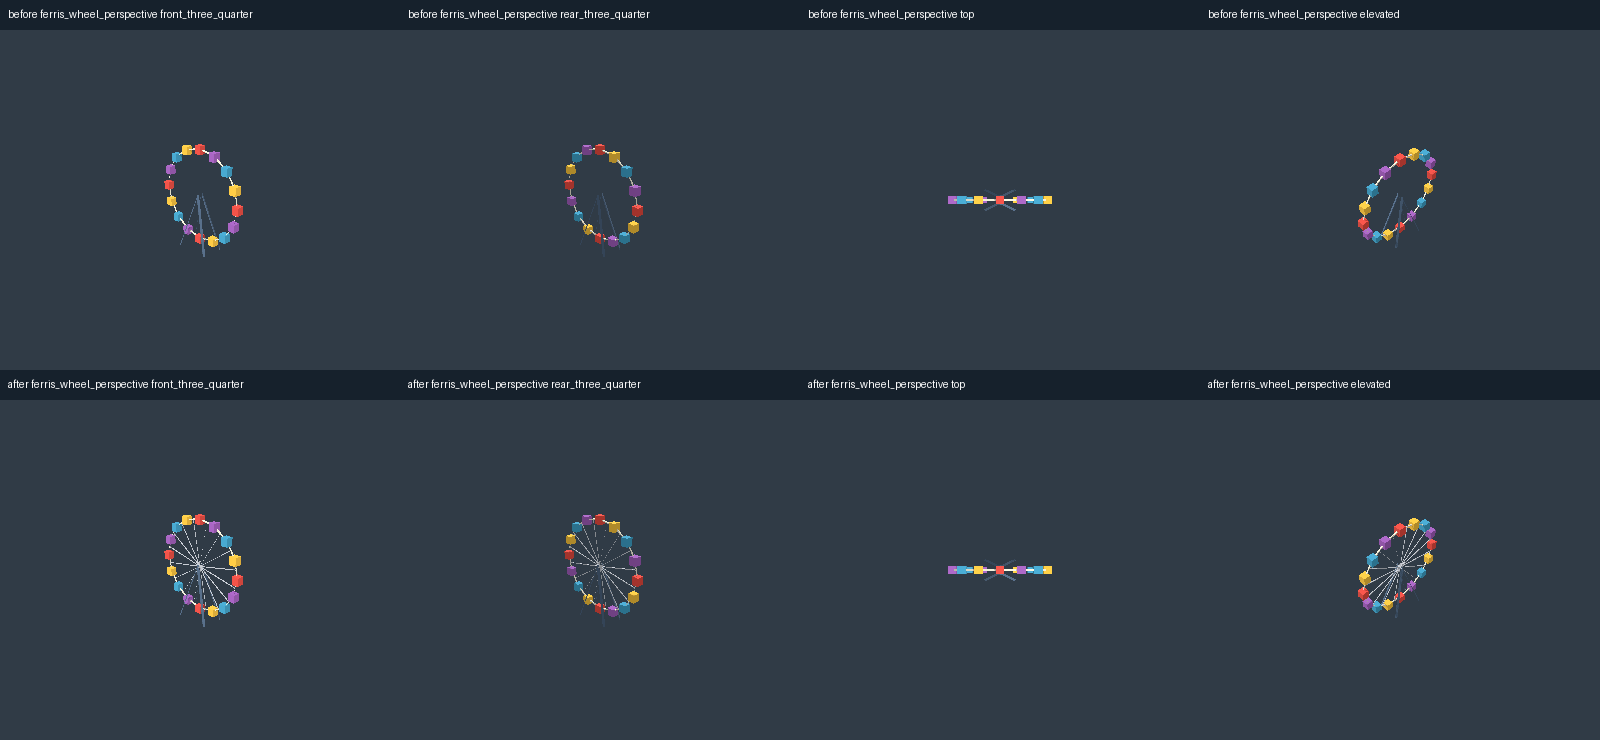 before ferris_wheel_perspective front_three_quarter
before ferris_wheel_perspective rear_three_quarter
before ferris_wheel_perspective top
before ferris_wheel_perspective elevated
after ferris_wheel_perspective front_three_quarter
after ferris_wheel_perspective rear_three_quarter
after ferris_wheel_perspective top
after ferris_wheel_perspective elevated